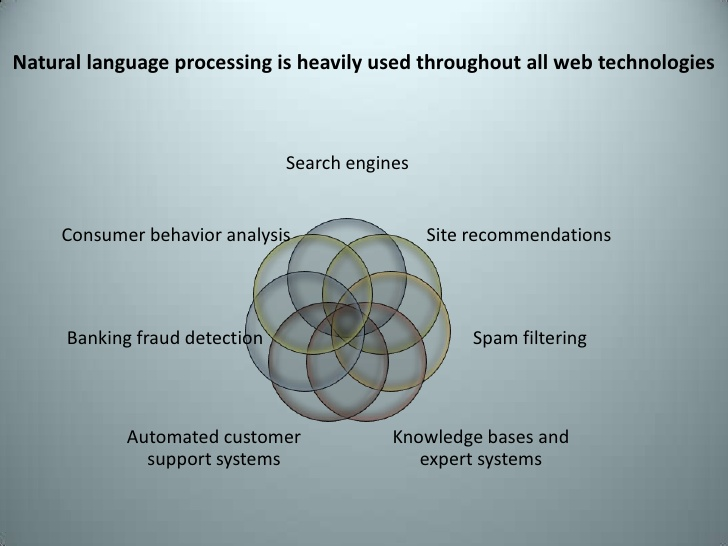 Natural language processing is heavily used throughout all web technologies
Search engines
Consumer behavior analysis
Site recommendations
Banking fraud detection
Spam filtering
Automated customer
support systems
Knowledge bases and
expert systems